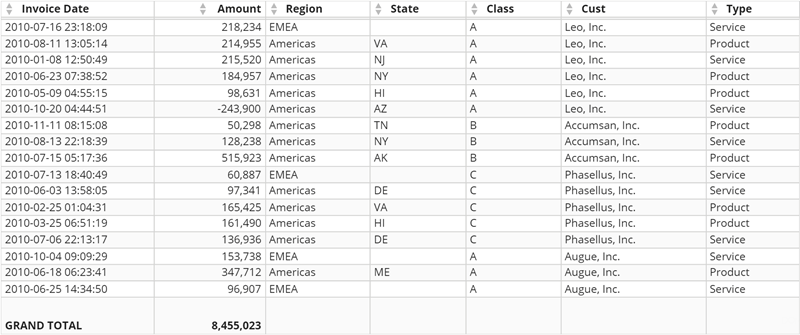 Invoice Date Amount Region State Class Cust Type
2010-07-16 23:18:09 218,234 EMEA A Leo, Inc. Service
2010-08-11 13:05:14 214,955 Americas VA A Leo, Inc. Product
2010-01-08 12:50:49 215,520 Americas NJ A Leo, Inc. Service
2010-06-23 07:38:52 184,957 Americas NY A Leo, Inc. Product
2010-05-09 04:55:15 98,631 Americas HI A Leo, Inc. Product
2010-10-20 04:44:51 -243,900 Americas AZ A Leo, Inc. Service
2010-11-11 08:15:08 50,298 Americas TN B Accumsan, Inc. Product
2010-08-13 22:18:39 128,238 Americas NY B Accumsan, Inc. Service
2010-07-15 05:17:36 515,923 Americas AK B Accumsan, Inc. Product
2010-07-13 18:40:49 60,887 EMEA C Phasellus, Inc. Service
2010-06-03 13:58:05 97,341 Americas DE C Phasellus, Inc. Service
2010-02-25 01:04:31 165,425 Americas VA C Phasellus, Inc. Product
2010-03-25 06:51:19 161,490 Americas HI C Phasellus, Inc. Product
2010-07-06 22:13:17 136,936 Americas DE C Phasellus, Inc. Service
2010-10-04 09:09:29 153,738 EMEA A Augue, Inc. Service
2010-06-18 06:23:41 347,712 Americas ME A Augue, Inc. Product
2010-06-25 14:34:50 96,907 EMEA A Augue, Inc. Service
GRAND TOTAL 8,455,023